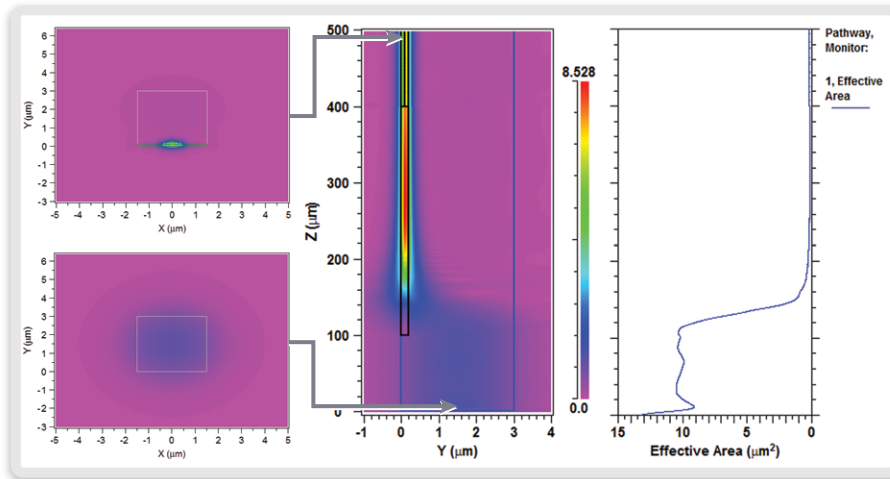 6
5
4
3
2
1
0
-1
-2
-3
Y (μm)
-5 -4 -3 -2 -1 0 1 2 3 4 5
X (μm)
6
5
4
3
2
1
0
-1
-2
-3
Y (μm)
-5 -4 -3 -2 -1 0 1 2 3 4 5
X (μm)
500
400
300
200
100
0
Z (μm)
-1 0 1 2 3 4
Y (μm)
8.528
0.0
15 10 5 0
Effective Area (μm²)
Pathway,
Monitor:
1, Effective
Area